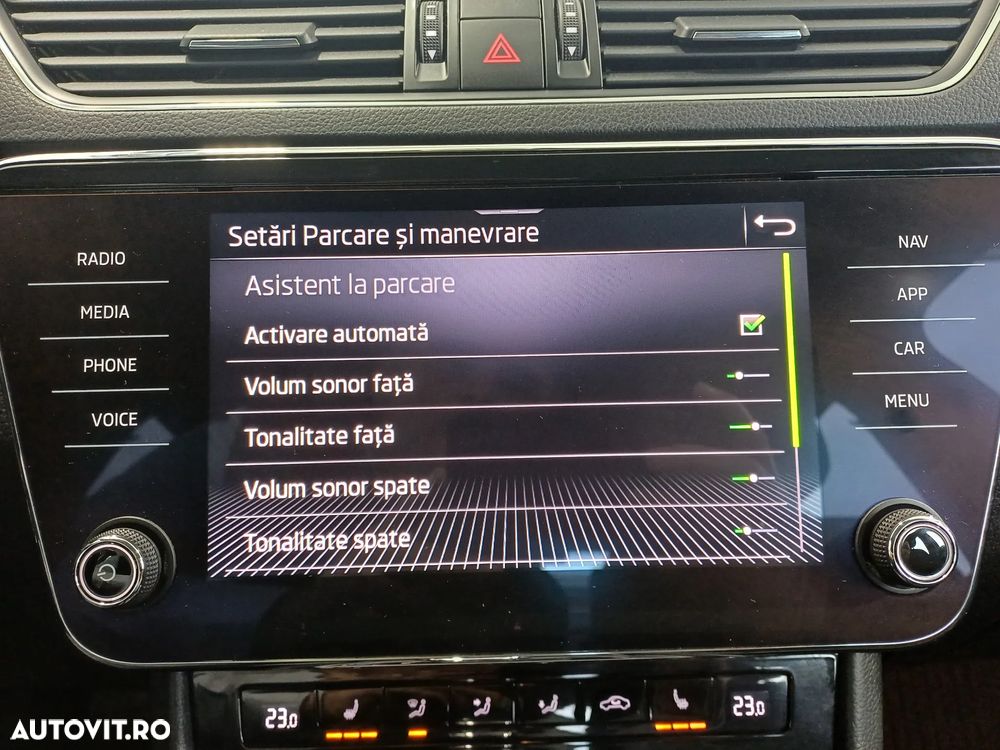 Setări Parcare și manevrare
Asistent la parcare
Activare automată
Volum sonor față
Tonalitate față
Volum sonor spate
Tonalitate spate
RADIO
MEDIA
PHONE
VOICE
NAV
APP
CAR
MENU
23.0
23.0
AUTOVIT.RO